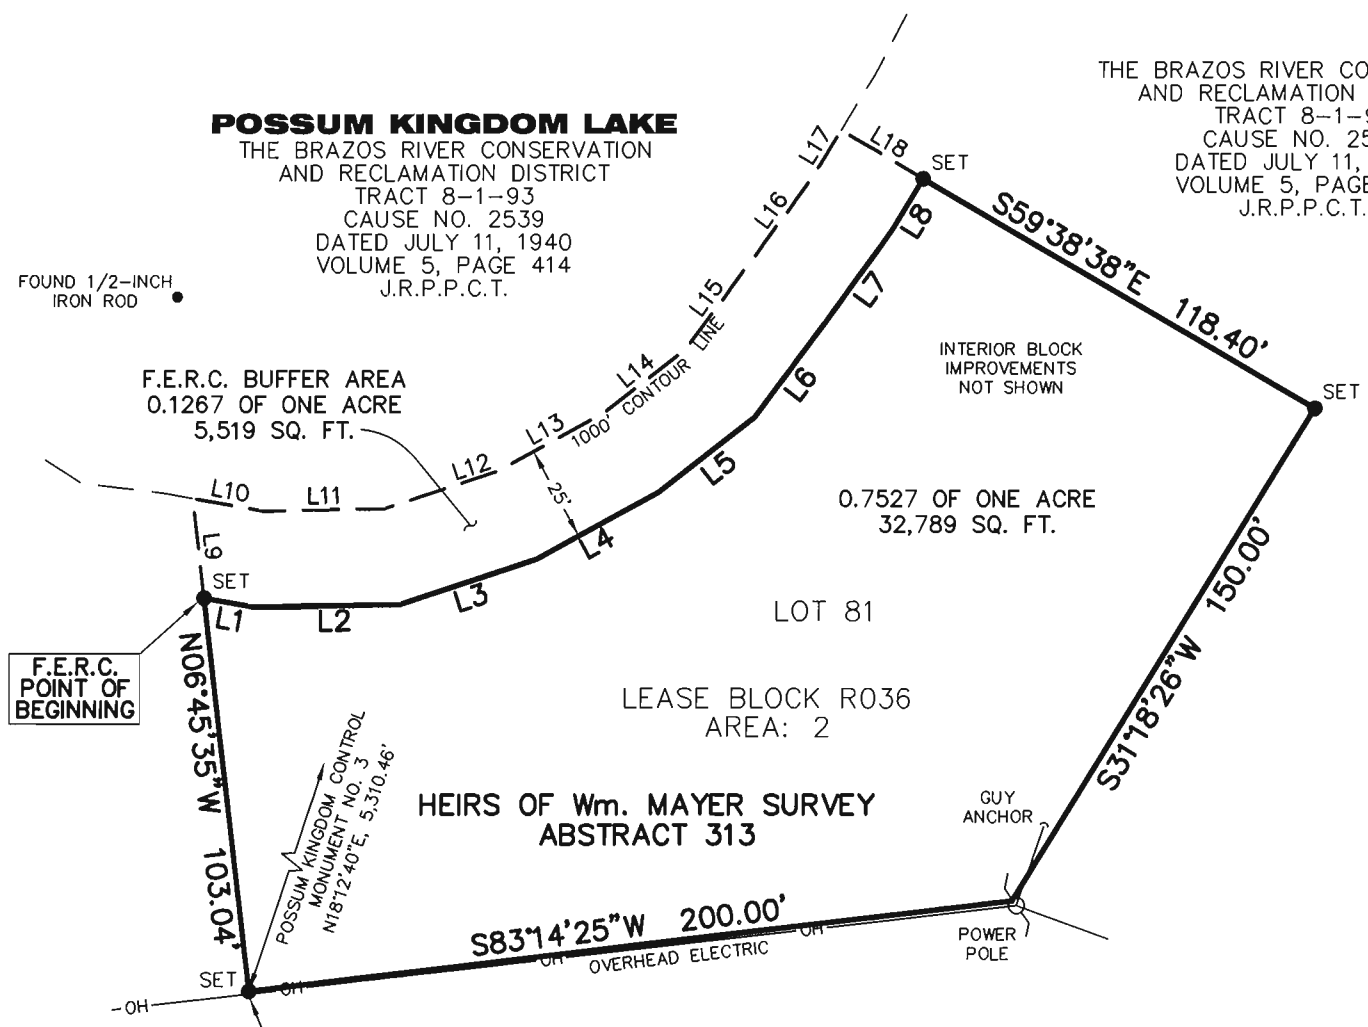 POSSUM KINGDOM LAKE
THE BRAZOS RIVER CONSERVATION
AND RECLAMATION DISTRICT
TRACT 8-1-93
CAUSE NO. 2539
DATED JULY 11, 1940
VOLUME 5, PAGE 414
J.R.P.P.C.T.
THE BRAZOS RIVER CO
AND RECLAMATION
TRACT 8-1-9
CAUSE NO. 25
DATED JULY 11,
VOLUME 5, PAGE
J.R.P.P.C.T.
FOUND 1/2-INCH
IRON ROD
F.E.R.C. BUFFER AREA
0.1267 OF ONE ACRE
5,519 SQ. FT.
L17
L18
SET
L16
L8
S59°38'38"E 118.40'
L15
L7
SET
L14
1000' CONTOUR LINE
L6
INTERIOR BLOCK
IMPROVEMENTS
NOT SHOWN
L13
L12
L10
L11
25'
L5
L4
0.7527 OF ONE ACRE
32,789 SQ. FT.
L9
SET
L1
L2
L3
LOT 81
S31°18'26"W 150.00'
F.E.R.C.
POINT OF
BEGINNING
N06°45'35"W 103.04'
LEASE BLOCK R036
AREA: 2
POSSUM KINGDOM CONTROL
MONUMENT NO. 3
N18°12'40"E, 5,310.46'
HEIRS OF Wm. MAYER SURVEY
ABSTRACT 313
GUY
ANCHOR
S83°14'25"W 200.00'
OH
OH
OH
OH
OVERHEAD ELECTRIC
POWER
POLE
SET